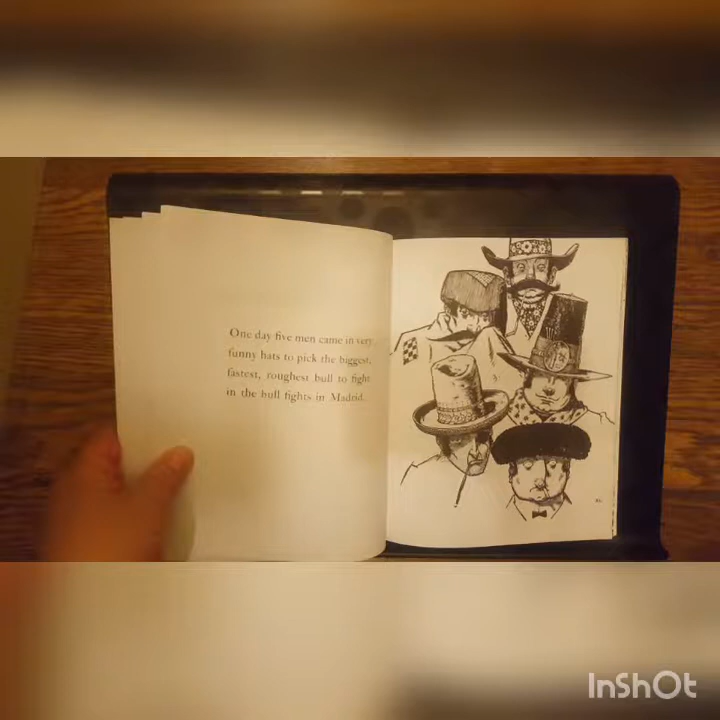 One day five men came in very
funny hats to pick the biggest,
fastest, roughest bull to fight
in the bull fights in Madrid.
InShOt